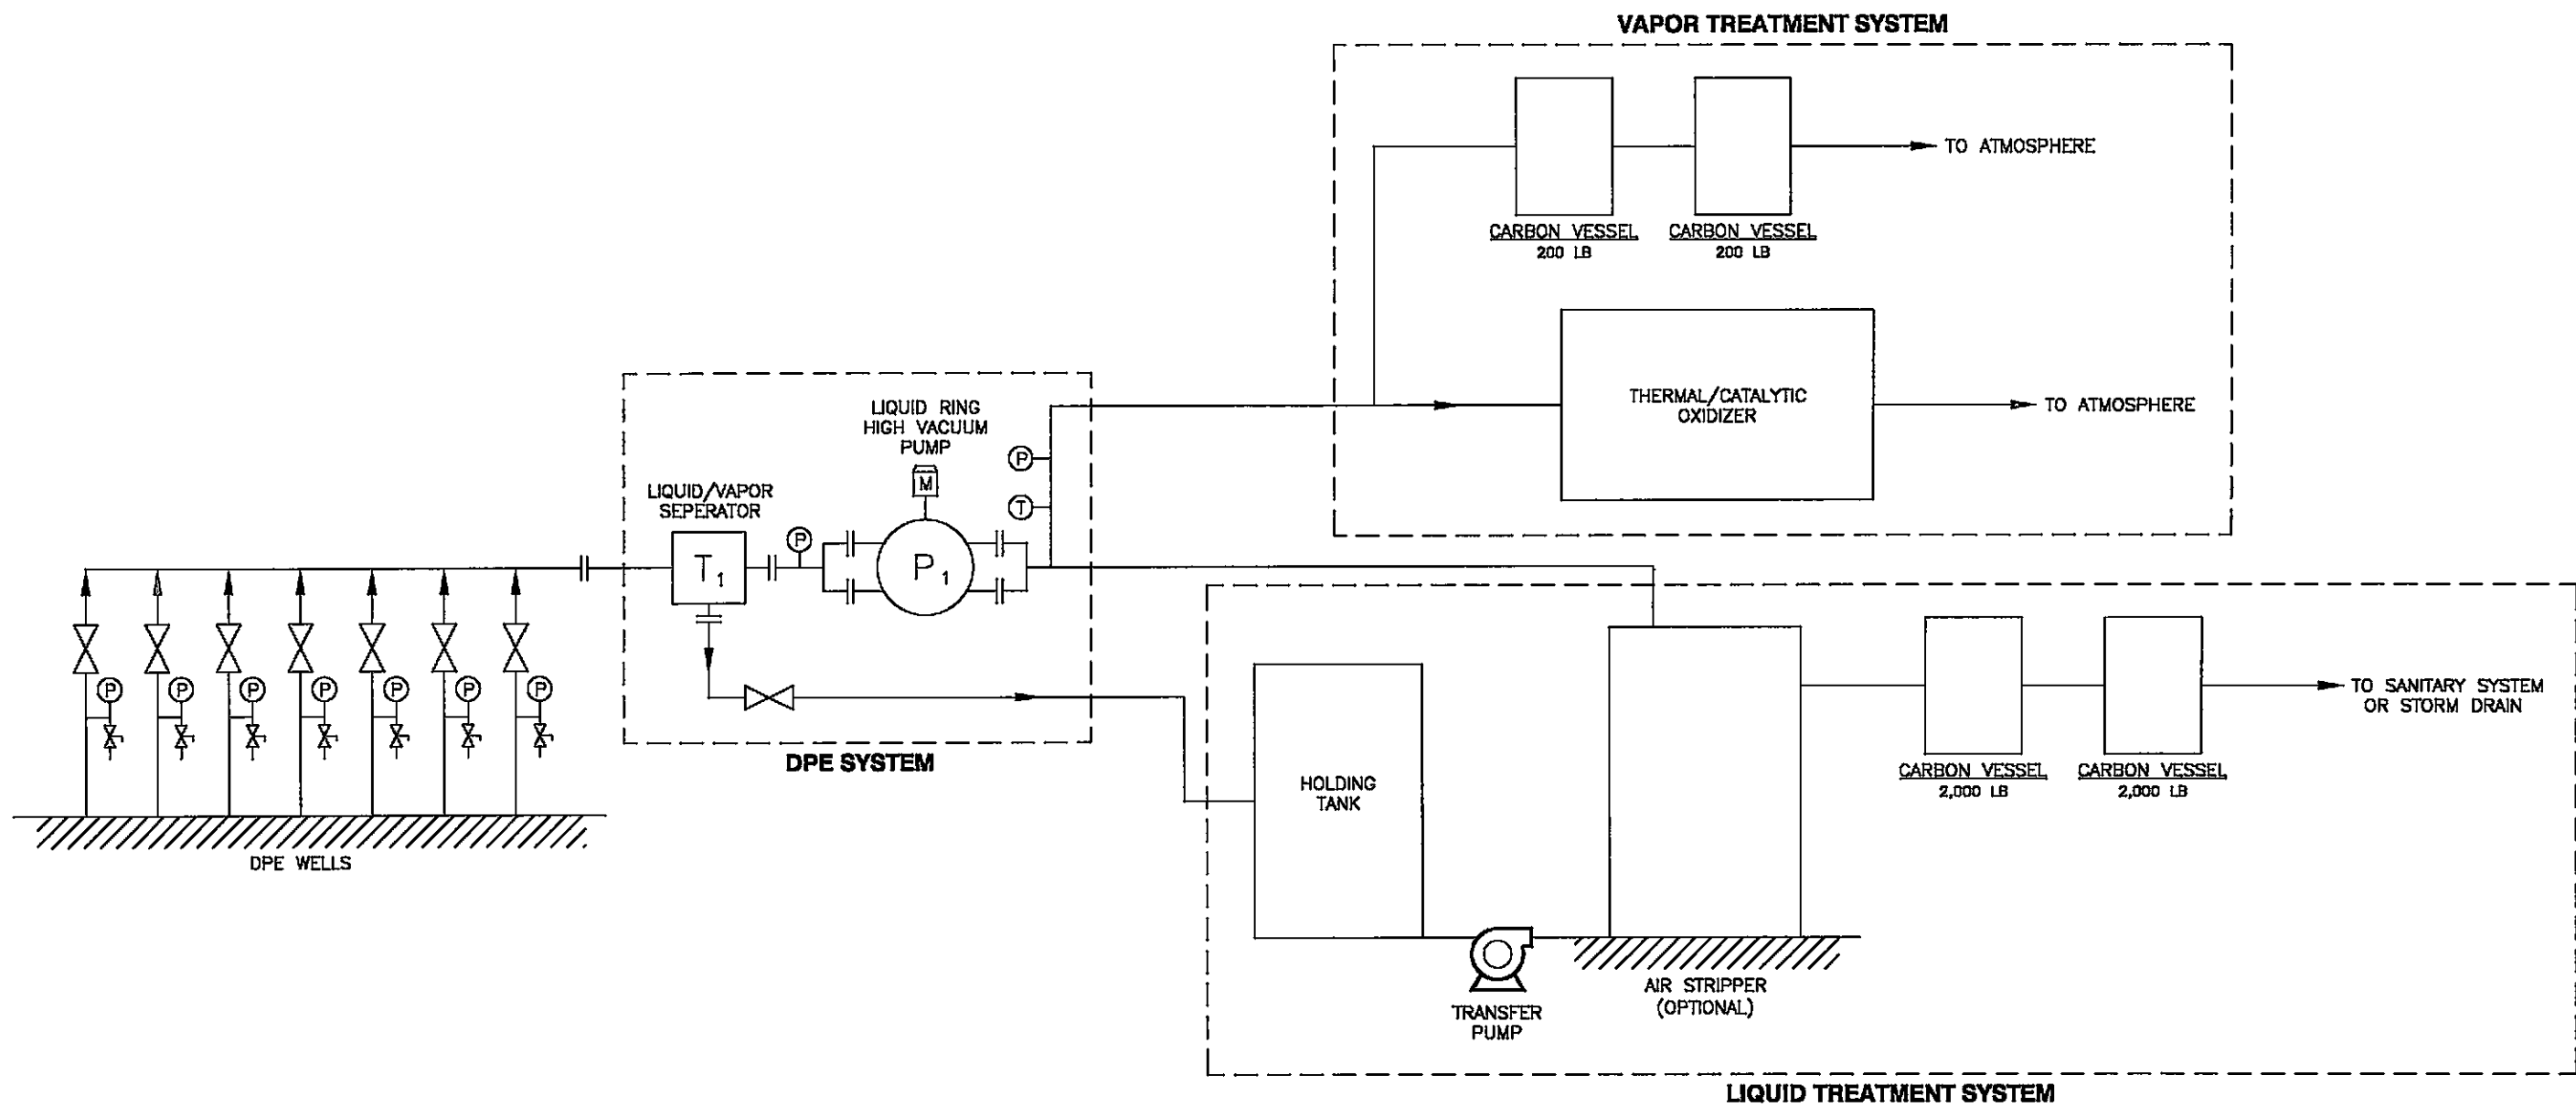 VAPOR TREATMENT SYSTEM
TO ATMOSPHERE
CARBON VESSEL
200 LB
CARBON VESSEL
200 LB
THERMAL/CATALYTIC
OXIDIZER
TO ATMOSPHERE
LIQUID RING
HIGH VACUUM
PUMP
M
P
T
LIQUID/VAPOR
SEPERATOR
P
T1
P1
DPE SYSTEM
P
P
P
P
P
P
P
DPE WELLS
HOLDING
TANK
TRANSFER
PUMP
AIR STRIPPER
(OPTIONAL)
CARBON VESSEL
2,000 LB
CARBON VESSEL
2,000 LB
TO SANITARY SYSTEM
OR STORM DRAIN
LIQUID TREATMENT SYSTEM